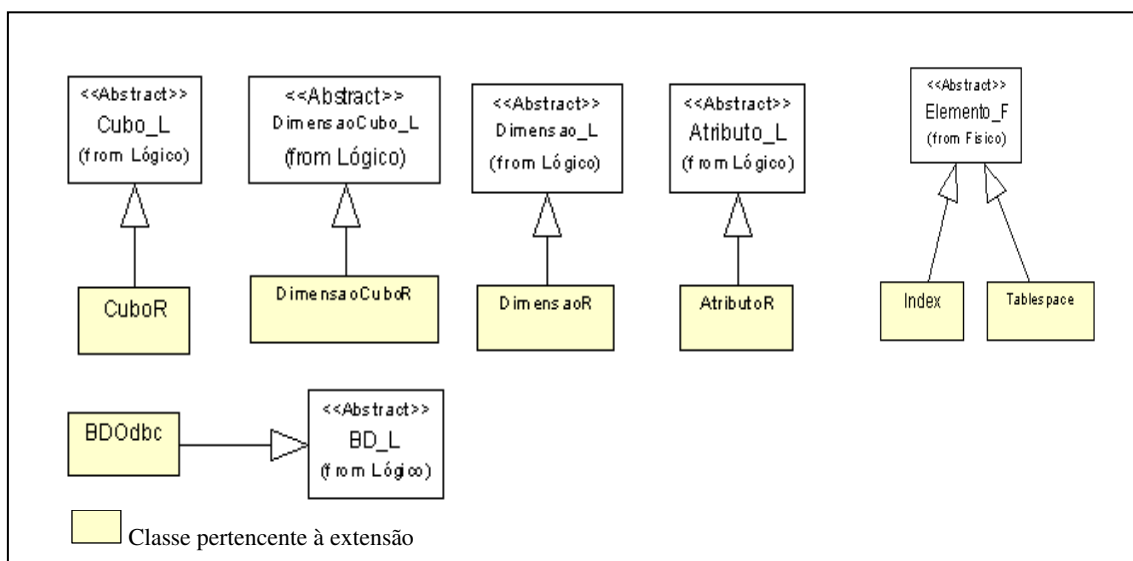 <<Abstract>>
Cubo_L
(from Lógico)
<<Abstract>>
DimensaoCubo_L
(from Lógico)
<<Abstract>>
Dimensao_L
(from Lógico)
<<Abstract>>
Atributo_L
(from Lógico)
<<Abstract>>
Elemento_F
(from Fisico)
CuboR
DimensaoCuboR
DimensaoR
AtributoR
Index
Tablespace
BDOdbc
<<Abstract>>
BD_L
(from Lógico)
Classe pertencente à extensão